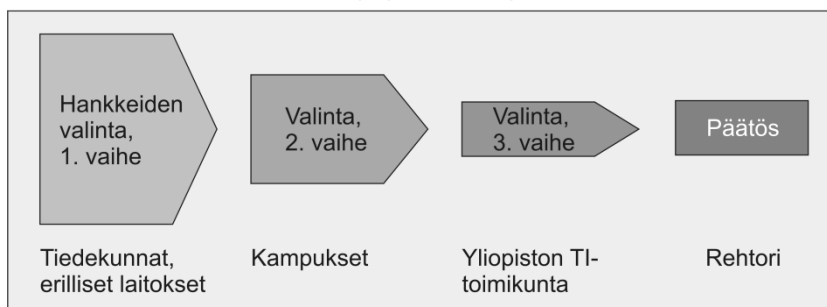 Hankkeiden
valinta,
1. vaihe
Valinta,
2. vaihe
Valinta,
3. vaihe
Päätös
Tiedekunnat,
erilliset laitokset
Kampukset
Yliopiston TI-
toimikunta
Rehtori